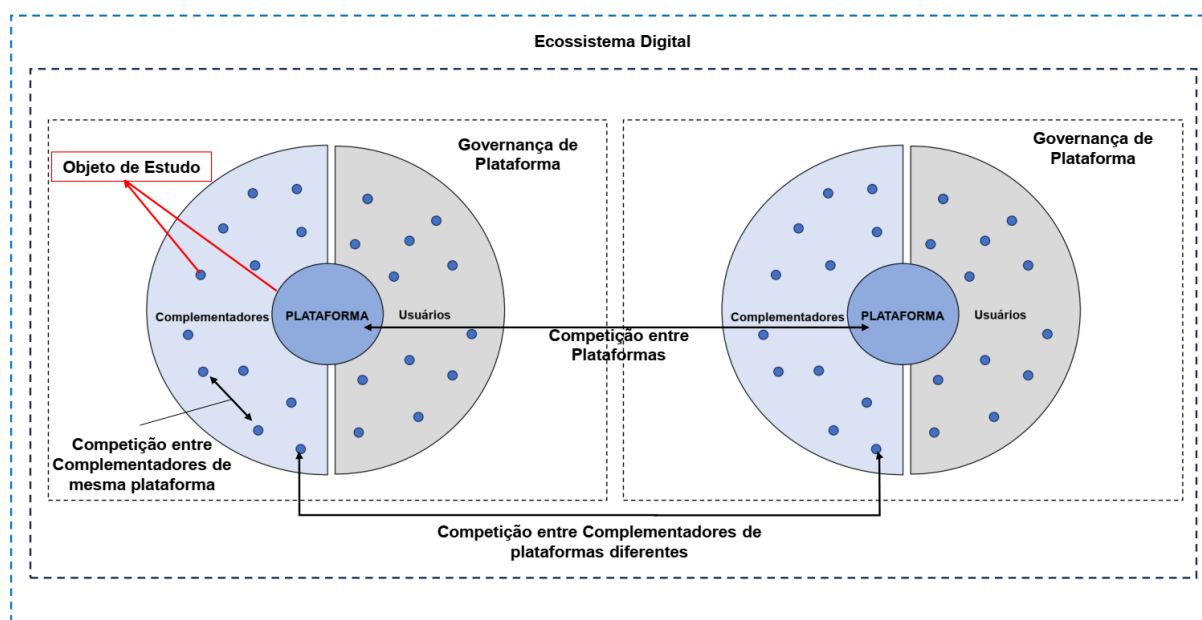 Ecossistema Digital
Governança de
Plataforma
Governança de
Plataforma
Objeto de Estudo
Complementadores
PLATAFORMA
Usuários
Complementadores
PLATAFORMA
Usuários
Competição entre
Plataformas
Competição entre
Complementadores de
mesma plataforma
Competição entre Complementadores de
plataformas diferentes